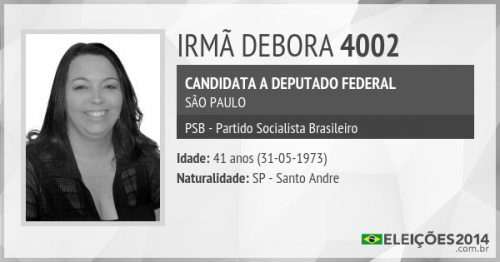 IRMÃ DEBORA 4002
CANDIDATA A DEPUTADO FEDERAL
SÃO PAULO
PSB - Partido Socialista Brasileiro
Idade: 41 anos (31-05-1973)
Naturalidade: SP - Santo Andre
ELEIÇÕES2014
.com.br